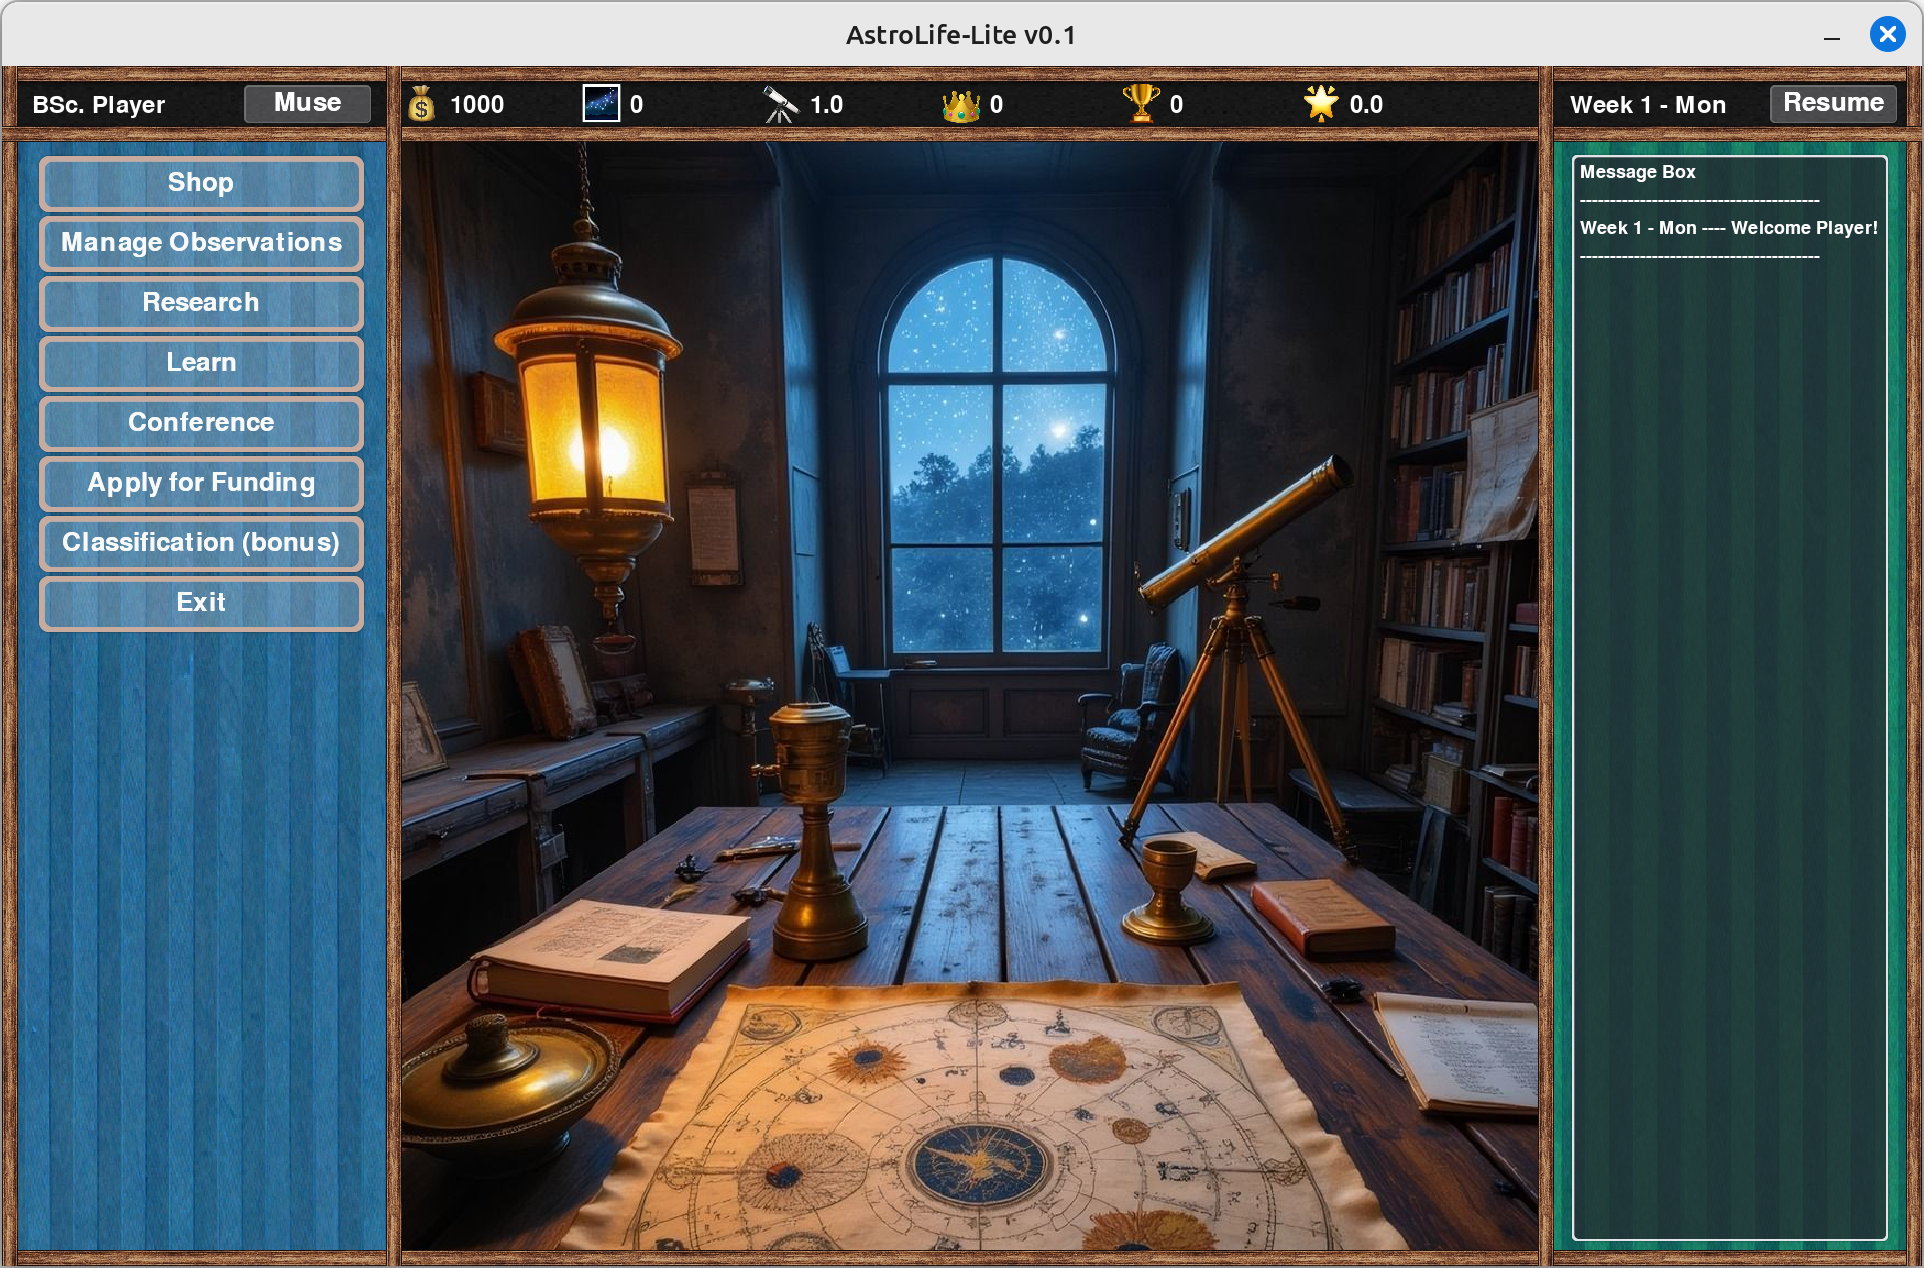 AstroLife-Lite v0.1
BSc. Player
Muse
1000
0
1.0
0
0
0.0
Week 1 - Mon
Resume
Shop
Manage Observations
Research
Learn
Conference
Apply for Funding
Classification (bonus)
Exit
Message Box
----------------------------------------
Week 1 - Mon ---- Welcome Player!
----------------------------------------